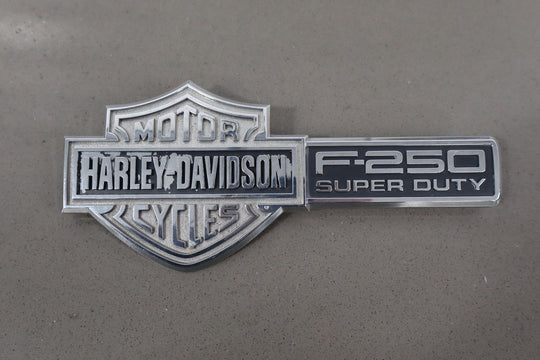 MOTOR
HARLEY-DAVIDSON
CYCLES
F-250
SUPER DUTY